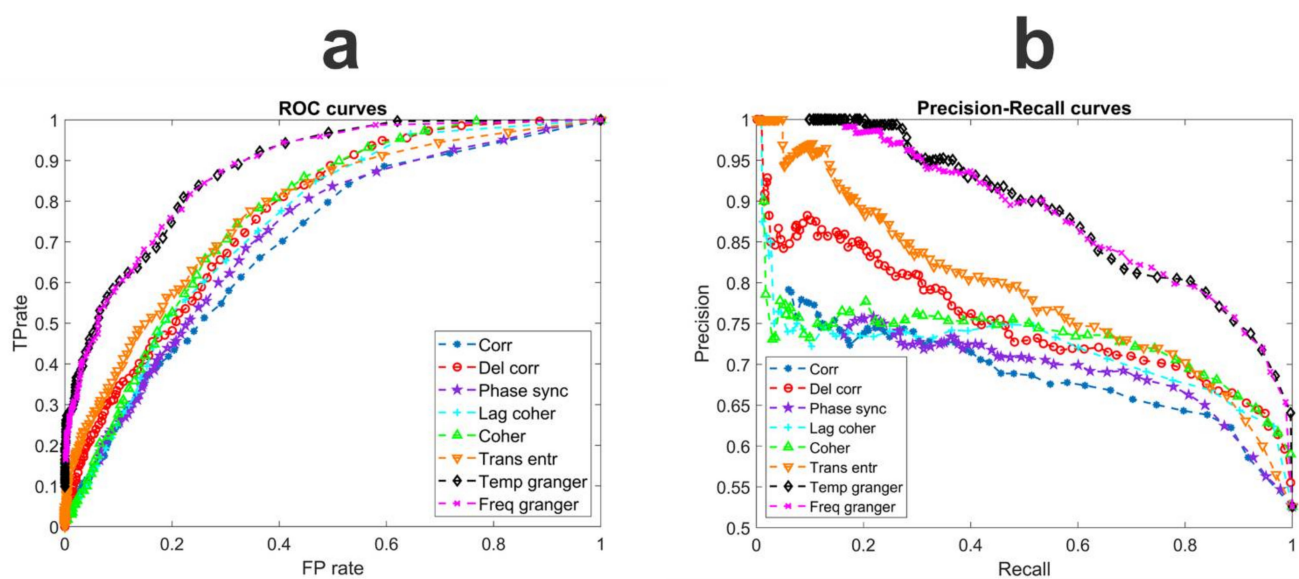 a
b
ROC curves
1
0.9
0.8
0.7
0.6
0.5
0.4
0.3
0.2
0.1
0
TPrate
0
0.2
0.4
0.6
0.8
1
FP rate
Corr
Del corr
Phase sync
Lag coher
Coher
Trans entr
Temp granger
Freq granger
Precision-Recall curves
1
0.95
0.9
0.85
0.8
0.75
0.7
0.65
0.6
0.55
0.5
Precision
0
0.2
0.4
0.6
0.8
1
Recall
Corr
Del corr
Phase sync
Lag coher
Coher
Trans entr
Temp granger
Freq granger